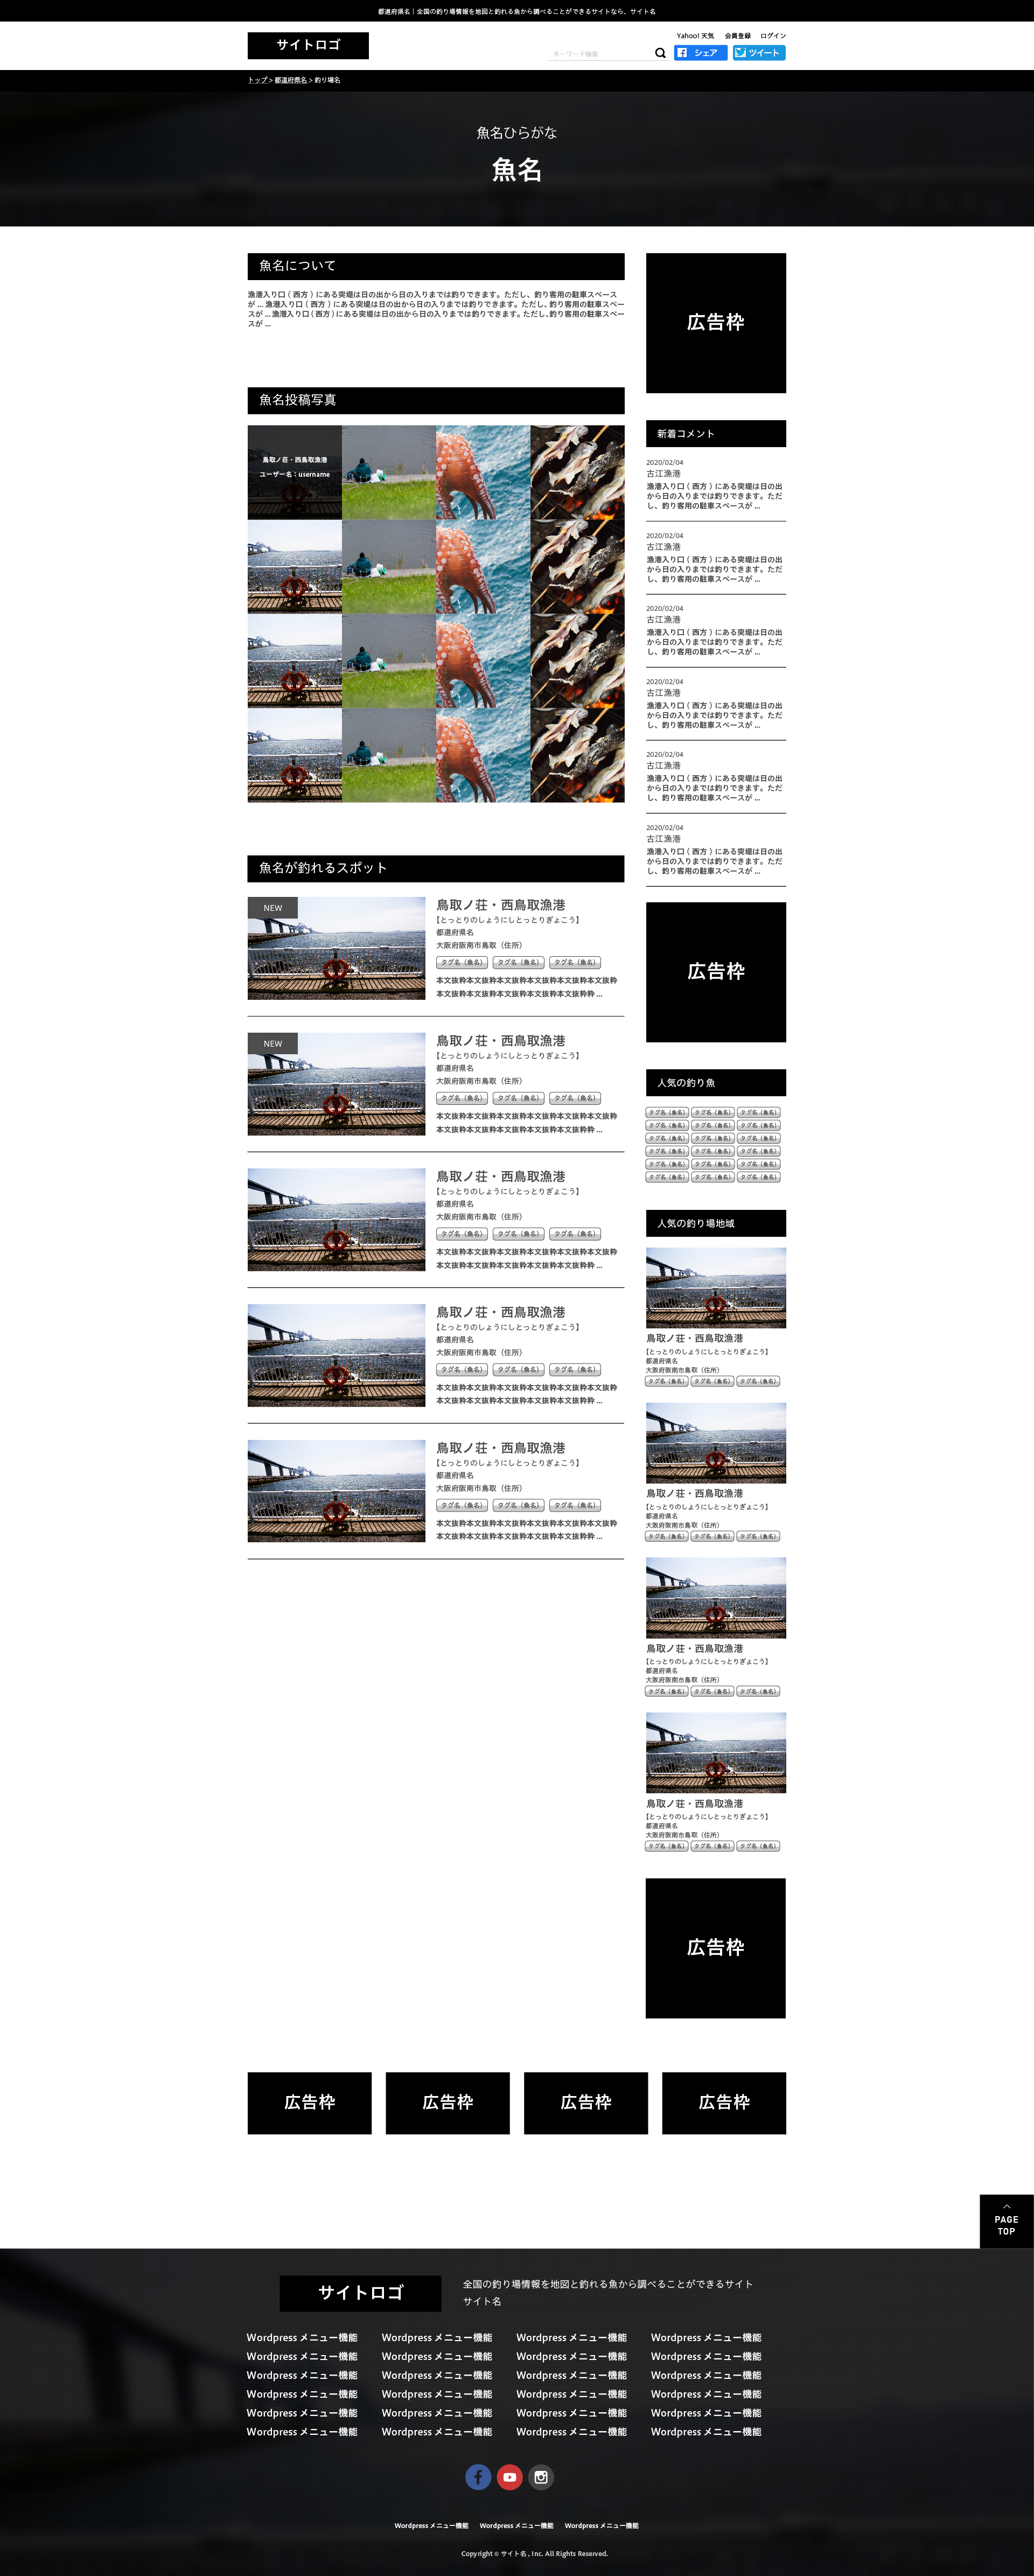 都道府県名｜全国の釣り場情報を地図と釣れる魚から調べることができるサイトなら、サイト名
サイトロゴ
Yahoo! 天気 会員登録 ログイン
キーワード検索
シェア ツイート
トップ > 都道府県名 > 釣り場名
魚名ひらがな
魚名
魚名について
漁港入り口（西方）にある突堤は日の出から日の入りまでは釣りできます。ただし、釣り客用の駐車スペース
が ... 漁港入り口（西方）にある突堤は日の出から日の入りまでは釣りできます。ただし、釣り客用の駐車スペー
スが ... 漁港入り口（西方）にある突堤は日の出から日の入りまでは釣りできます。ただし、釣り客用の駐車スペー
スが ...
魚名投稿写真
鳥取ノ荘・西鳥取漁港
ユーザー名：username
魚名が釣れるスポット
NEW
鳥取ノ荘・西鳥取漁港
【とっとりのしょうにしとっとりぎょこう】
都道府県名
大阪府阪南市鳥取（住所）
タグ名（魚名） タグ名（魚名） タグ名（魚名）
本文抜粋本文抜粋本文抜粋本文抜粋本文抜粋本文抜粋
本文抜粋本文抜粋本文抜粋本文抜粋本文抜粋粋 ...
NEW
鳥取ノ荘・西鳥取漁港
【とっとりのしょうにしとっとりぎょこう】
都道府県名
大阪府阪南市鳥取（住所）
タグ名（魚名） タグ名（魚名） タグ名（魚名）
本文抜粋本文抜粋本文抜粋本文抜粋本文抜粋本文抜粋
本文抜粋本文抜粋本文抜粋本文抜粋本文抜粋粋 ...
鳥取ノ荘・西鳥取漁港
【とっとりのしょうにしとっとりぎょこう】
都道府県名
大阪府阪南市鳥取（住所）
タグ名（魚名） タグ名（魚名） タグ名（魚名）
本文抜粋本文抜粋本文抜粋本文抜粋本文抜粋本文抜粋
本文抜粋本文抜粋本文抜粋本文抜粋本文抜粋粋 ...
鳥取ノ荘・西鳥取漁港
【とっとりのしょうにしとっとりぎょこう】
都道府県名
大阪府阪南市鳥取（住所）
タグ名（魚名） タグ名（魚名） タグ名（魚名）
本文抜粋本文抜粋本文抜粋本文抜粋本文抜粋本文抜粋
本文抜粋本文抜粋本文抜粋本文抜粋本文抜粋粋 ...
鳥取ノ荘・西鳥取漁港
【とっとりのしょうにしとっとりぎょこう】
都道府県名
大阪府阪南市鳥取（住所）
タグ名（魚名） タグ名（魚名） タグ名（魚名）
本文抜粋本文抜粋本文抜粋本文抜粋本文抜粋本文抜粋
本文抜粋本文抜粋本文抜粋本文抜粋本文抜粋粋 ...
広告枠
新着コメント
2020/02/04
古江漁港
漁港入り口（西方）にある突堤は日の出
から日の入りまでは釣りできます。ただ
し、釣り客用の駐車スペースが ...
2020/02/04
古江漁港
漁港入り口（西方）にある突堤は日の出
から日の入りまでは釣りできます。ただ
し、釣り客用の駐車スペースが ...
2020/02/04
古江漁港
漁港入り口（西方）にある突堤は日の出
から日の入りまでは釣りできます。ただ
し、釣り客用の駐車スペースが ...
2020/02/04
古江漁港
漁港入り口（西方）にある突堤は日の出
から日の入りまでは釣りできます。ただ
し、釣り客用の駐車スペースが ...
2020/02/04
古江漁港
漁港入り口（西方）にある突堤は日の出
から日の入りまでは釣りできます。ただ
し、釣り客用の駐車スペースが ...
2020/02/04
古江漁港
漁港入り口（西方）にある突堤は日の出
から日の入りまでは釣りできます。ただ
し、釣り客用の駐車スペースが ...
広告枠
人気の釣り魚
タグ名（魚名） タグ名（魚名） タグ名（魚名）
タグ名（魚名） タグ名（魚名） タグ名（魚名）
タグ名（魚名） タグ名（魚名） タグ名（魚名）
タグ名（魚名） タグ名（魚名） タグ名（魚名）
タグ名（魚名） タグ名（魚名） タグ名（魚名）
タグ名（魚名） タグ名（魚名） タグ名（魚名）
人気の釣り場地域
鳥取ノ荘・西鳥取漁港
【とっとりのしょうにしとっとりぎょこう】
都道府県名
大阪府阪南市鳥取（住所）
タグ名（魚名） タグ名（魚名） タグ名（魚名）
鳥取ノ荘・西鳥取漁港
【とっとりのしょうにしとっとりぎょこう】
都道府県名
大阪府阪南市鳥取（住所）
タグ名（魚名） タグ名（魚名） タグ名（魚名）
鳥取ノ荘・西鳥取漁港
【とっとりのしょうにしとっとりぎょこう】
都道府県名
大阪府阪南市鳥取（住所）
タグ名（魚名） タグ名（魚名） タグ名（魚名）
鳥取ノ荘・西鳥取漁港
【とっとりのしょうにしとっとりぎょこう】
都道府県名
大阪府阪南市鳥取（住所）
タグ名（魚名） タグ名（魚名） タグ名（魚名）
広告枠
広告枠 広告枠 広告枠 広告枠
PAGE
TOP
サイトロゴ
全国の釣り場情報を地図と釣れる魚から調べることができるサイト
サイト名
Wordpress メニュー機能 Wordpress メニュー機能 Wordpress メニュー機能 Wordpress メニュー機能
Wordpress メニュー機能 Wordpress メニュー機能 Wordpress メニュー機能 Wordpress メニュー機能
Wordpress メニュー機能 Wordpress メニュー機能 Wordpress メニュー機能 Wordpress メニュー機能
Wordpress メニュー機能 Wordpress メニュー機能 Wordpress メニュー機能 Wordpress メニュー機能
Wordpress メニュー機能 Wordpress メニュー機能 Wordpress メニュー機能 Wordpress メニュー機能
Wordpress メニュー機能 Wordpress メニュー機能 Wordpress メニュー機能 Wordpress メニュー機能
Wordpress メニュー機能 Wordpress メニュー機能 Wordpress メニュー機能
Copyright © サイト名 , Inc. All Rights Reserved.